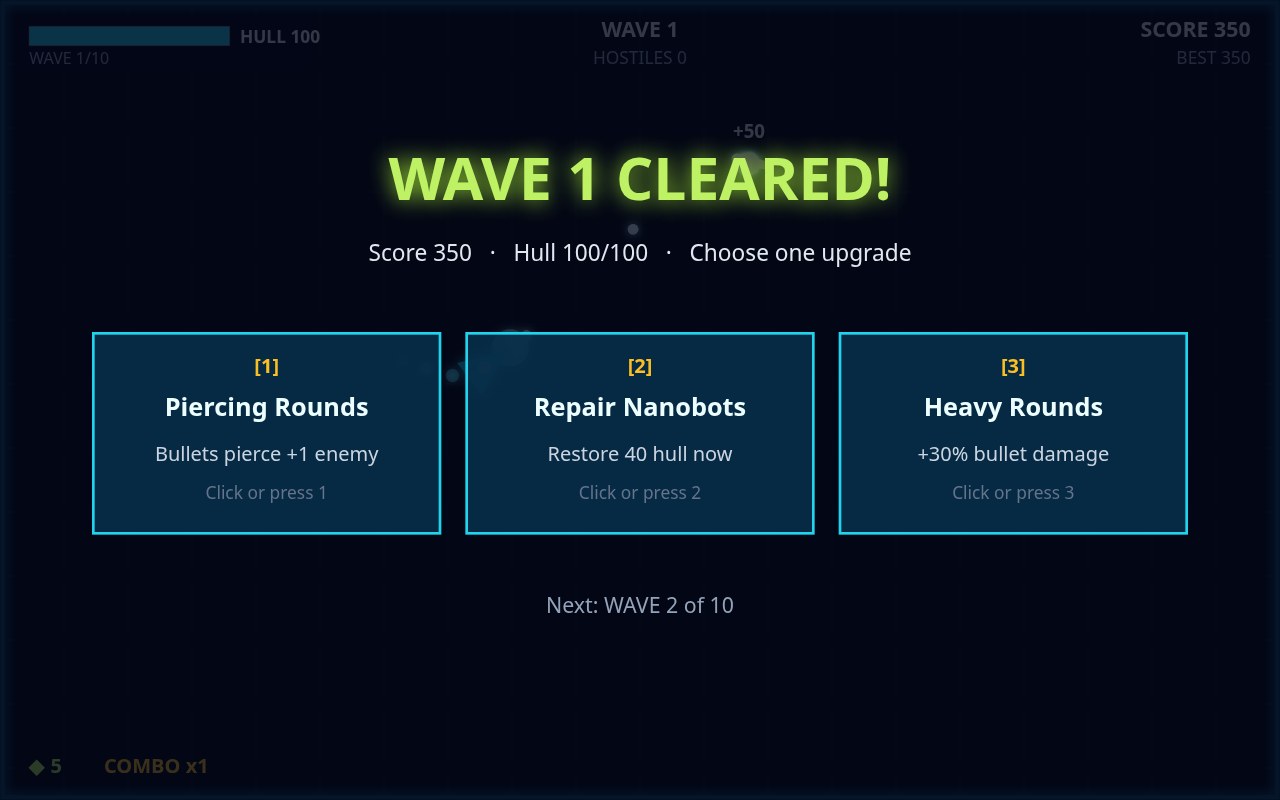 HULL 100
WAVE 1/10
WAVE 1
HOSTILES 0
SCORE 350
BEST 350
+50
WAVE 1 CLEARED!
Score 350 · Hull 100/100 · Choose one upgrade
[1]
Piercing Rounds
Bullets pierce +1 enemy
Click or press 1
[2]
Repair Nanobots
Restore 40 hull now
Click or press 2
[3]
Heavy Rounds
+30% bullet damage
Click or press 3
Next: WAVE 2 of 10
◆ 5 COMBO x1